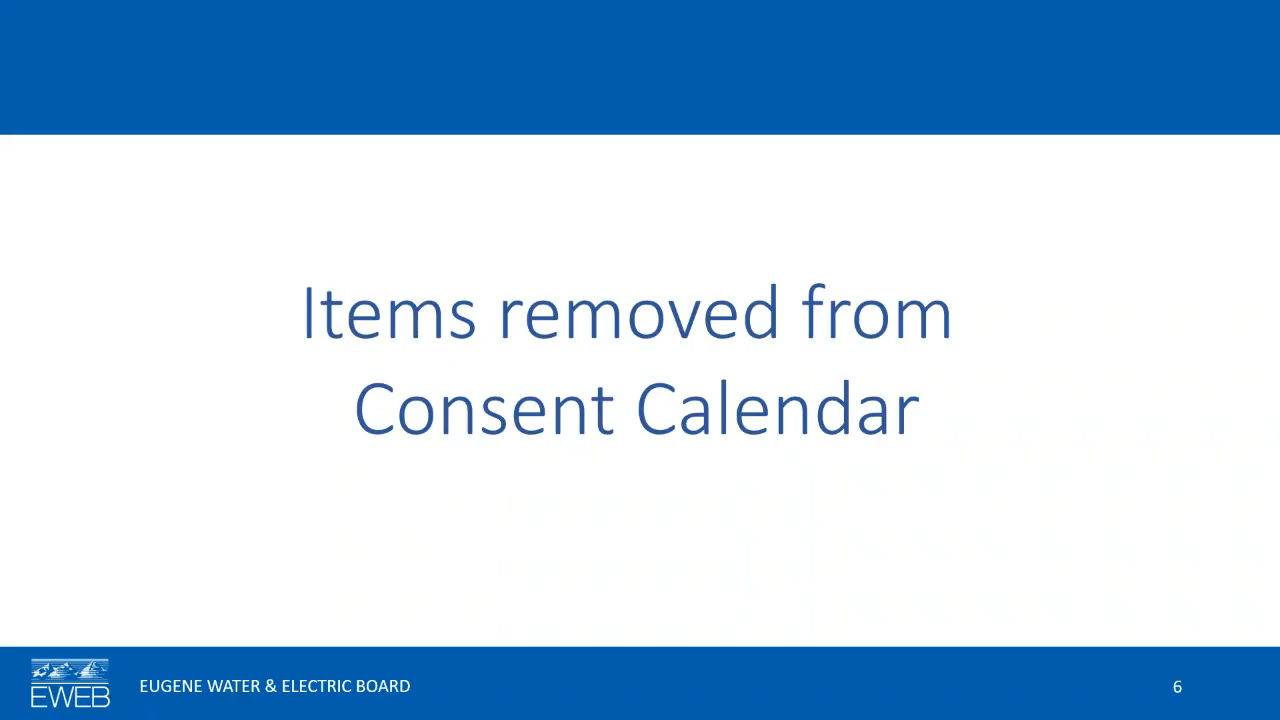 Items removed from
Consent Calendar
EWEB
EUGENE WATER & ELECTRIC BOARD
6